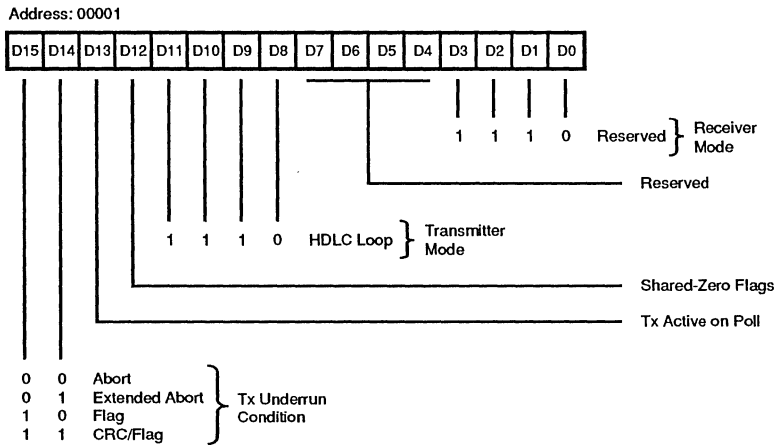 Address: 00001
D15 D14 D13 D12 D11 D10 D9 D8 D7 D6 D5 D4 D3 D2 D1 D0
1 1 1 0 Reserved Receiver Mode
Reserved
1 1 1 0 HDLC Loop Transmitter Mode
Shared-Zero Flags
Tx Active on Poll
0 0 Abort
0 1 Extended Abort
1 0 Flag
1 1 CRC/Flag
Tx Underrun
Condition